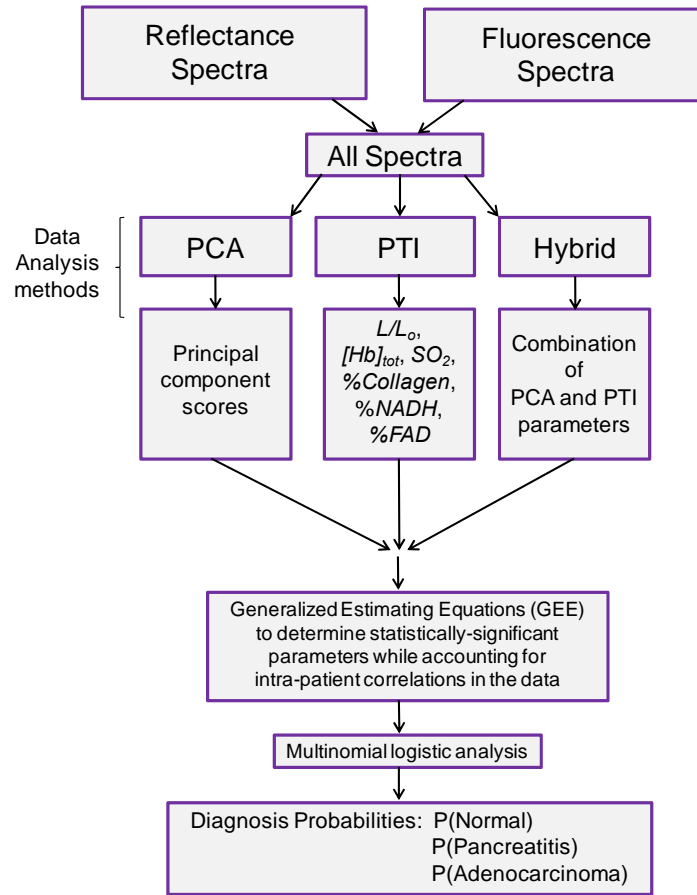 Reflectance
Spectra
Fluorescence
Spectra
All Spectra
Data
Analysis
methods
PCA
PTI
Hybrid
Principal
component
scores
L/Lo,
[Hb]tot, SO2,
%Collagen,
%NADH,
%FAD
Combination
of
PCA and PTI
parameters
Generalized Estimating Equations (GEE)
to determine statistically-significant
parameters while accounting for
intra-patient correlations in the data
Multinomial logistic analysis
Diagnosis Probabilities: P(Normal)
P(Pancreatitis)
P(Adenocarcinoma)